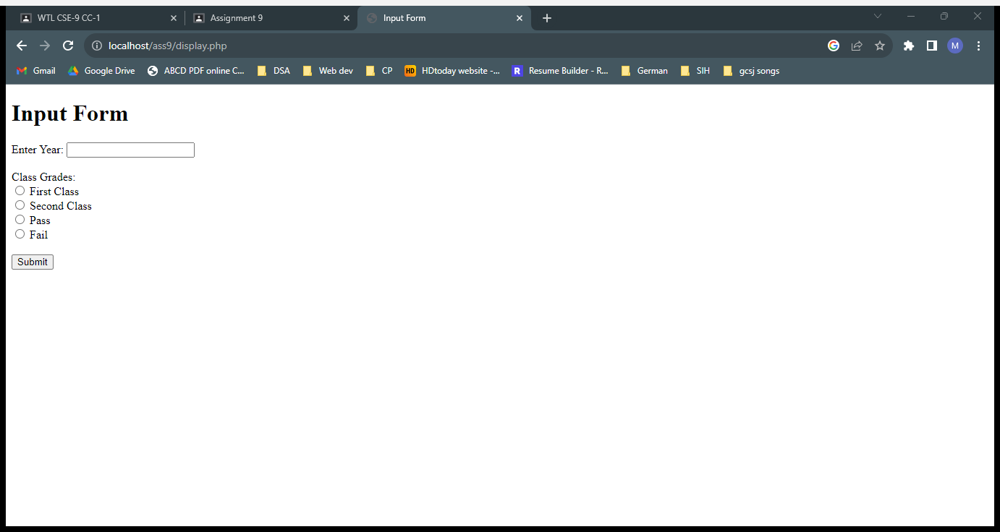 WTL CSE-9 CC-1
Assignment 9
Input Form
localhost/ass9/display.php
M
Gmail
Google Drive
ABCD PDF online C...
DSA
Web dev
CP
HD
HDtoday website -...
R
Resume Builder - R...
German
SIH
gcsj songs
Input Form
Enter Year:
Class Grades:
First Class
Second Class
Pass
Fail
Submit